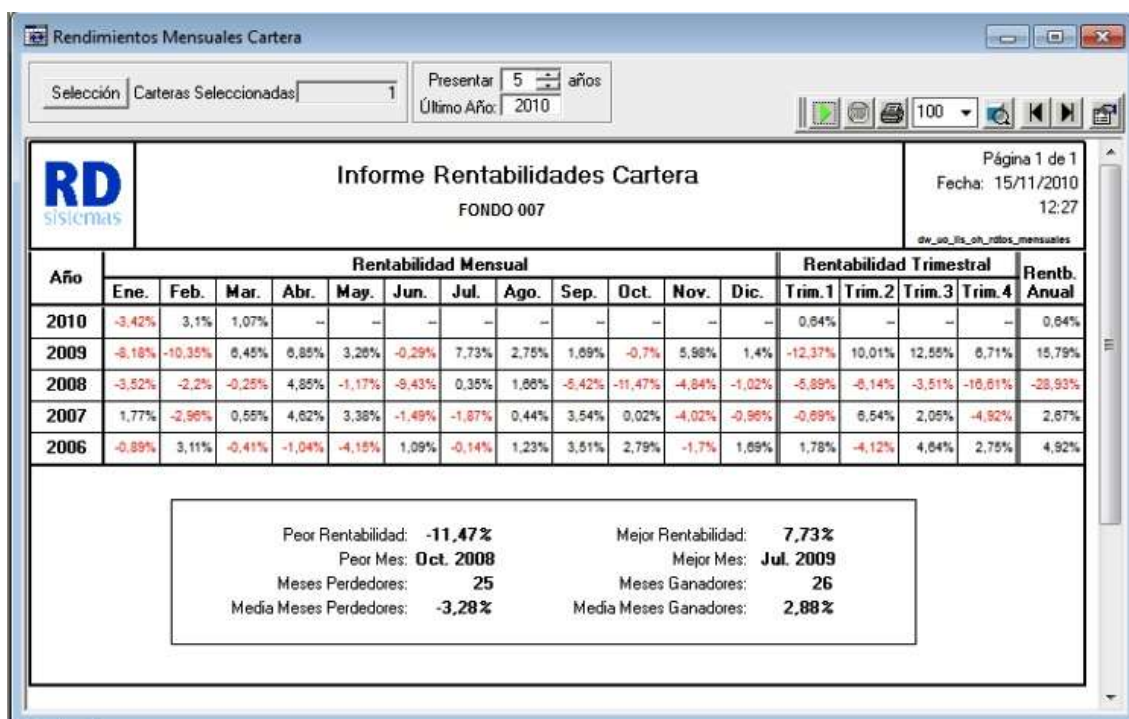 Rendimientos Mensuales Cartera
Selección Carteras Seleccionadas 1 Presentar 5 años
Último Año: 2010
100
RD
sistemas
Informe Rentabilidades Cartera
FONDO 007
Página 1 de 1
Fecha: 15/11/2010
12:27
dw_uo_lls_oh_rdtos_mensuales
Año Rentabilidad Mensual Rentabilidad Trimestral Rentb. Anual
Ene. Feb. Mar. Abr. May. Jun. Jul. Ago. Sep. Oct. Nov. Dic. Trim.1 Trim.2 Trim.3 Trim.4
2010 -3,42% 3,1% 1,07% -- -- -- -- -- -- -- -- -- 0,64% -- -- -- 0,64%
2009 -8,18% -10,35% 6,45% 6,85% 3,26% -0,29% 7,73% 2,75% 1,69% -0,7% 5,98% 1,4% -12,37% 10,01% 12,55% 6,71% 15,79%
2008 -3,52% -2,2% -0,25% 4,85% -1,17% -9,43% 0,35% 1,66% -5,42% -11,47% -4,84% -1,02% -5,89% -6,14% -3,51% -16,61% -28,93%
2007 1,77% -2,96% 0,55% 4,62% 3,38% -1,49% -1,87% 0,44% 3,54% 0,02% -4,02% -0,96% -0,69% 6,54% 2,05% -4,92% 2,67%
2006 -0,89% 3,11% -0,41% -1,04% -4,15% 1,09% -0,14% 1,23% 3,51% 2,79% -1,7% 1,69% 1,78% -4,12% 4,64% 2,75% 4,92%
Peor Rentabilidad: -11,47% Mejor Rentabilidad: 7,73%
Peor Mes: Oct. 2008 Mejor Mes: Jul. 2009
Meses Perdedores: 25 Meses Ganadores: 26
Media Meses Perdedores: -3,28% Media Meses Ganadores: 2,88%